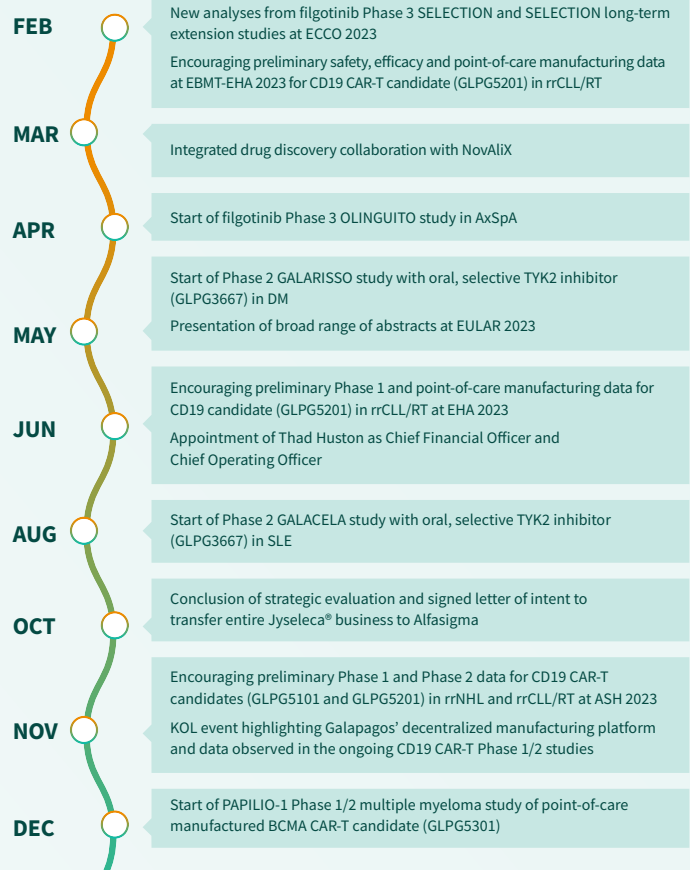 FEB
New analyses from filgotinib Phase 3 SELECTION and SELECTION long-term
extension studies at ECCO 2023
Encouraging preliminary safety, efficacy and point-of-care manufacturing data
at EBMT-EHA 2023 for CD19 CAR-T candidate (GLPG5201) in rrCLL/RT
MAR
Integrated drug discovery collaboration with NovAliX
APR
Start of filgotinib Phase 3 OLINGUITO study in AxSpA
MAY
Start of Phase 2 GALARISSO study with oral, selective TYK2 inhibitor
(GLPG3667) in DM
Presentation of broad range of abstracts at EULAR 2023
JUN
Encouraging preliminary Phase 1 and point-of-care manufacturing data for
CD19 candidate (GLPG5201) in rrCLL/RT at EHA 2023
Appointment of Thad Huston as Chief Financial Officer and
Chief Operating Officer
AUG
Start of Phase 2 GALACELA study with oral, selective TYK2 inhibitor
(GLPG3667) in SLE
OCT
Conclusion of strategic evaluation and signed letter of intent to
transfer entire Jyseleca® business to Alfasigma
NOV
Encouraging preliminary Phase 1 and Phase 2 data for CD19 CAR-T
candidates (GLPG5101 and GLPG5201) in rrNHL and rrCLL/RT at ASH 2023
KOL event highlighting Galapagos’ decentralized manufacturing platform
and data observed in the ongoing CD19 CAR-T Phase 1/2 studies
DEC
Start of PAPILIO-1 Phase 1/2 multiple myeloma study of point-of-care
manufactured BCMA CAR-T candidate (GLPG5301)